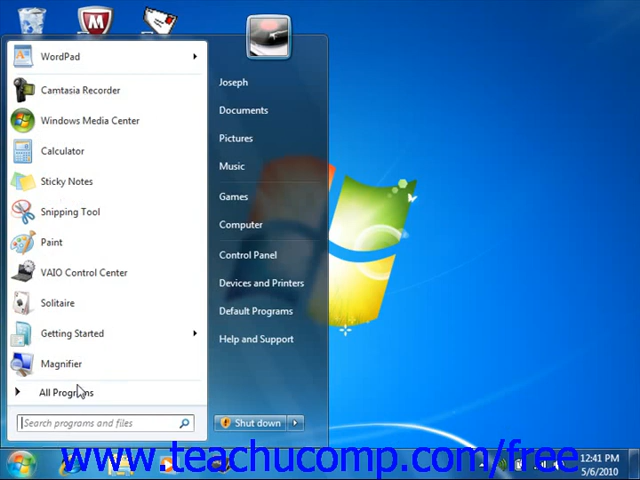 WordPad
Camtasia Recorder
Windows Media Center
Calculator
Sticky Notes
Snipping Tool
Paint
VAIO Control Center
Solitaire
Getting Started
Magnifier
All Programs
Search programs and files
Joseph
Documents
Pictures
Music
Games
Computer
Control Panel
Devices and Printers
Default Programs
Help and Support
Shut down
www.teachucomp.com/free
12:41 PM
5/6/2010